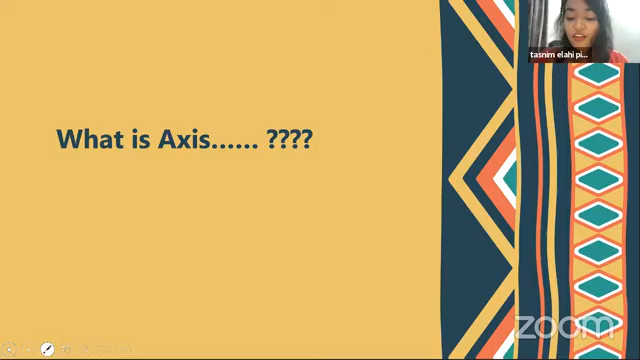 tasnim elahi pi...
What is Axis...... ????
zoom